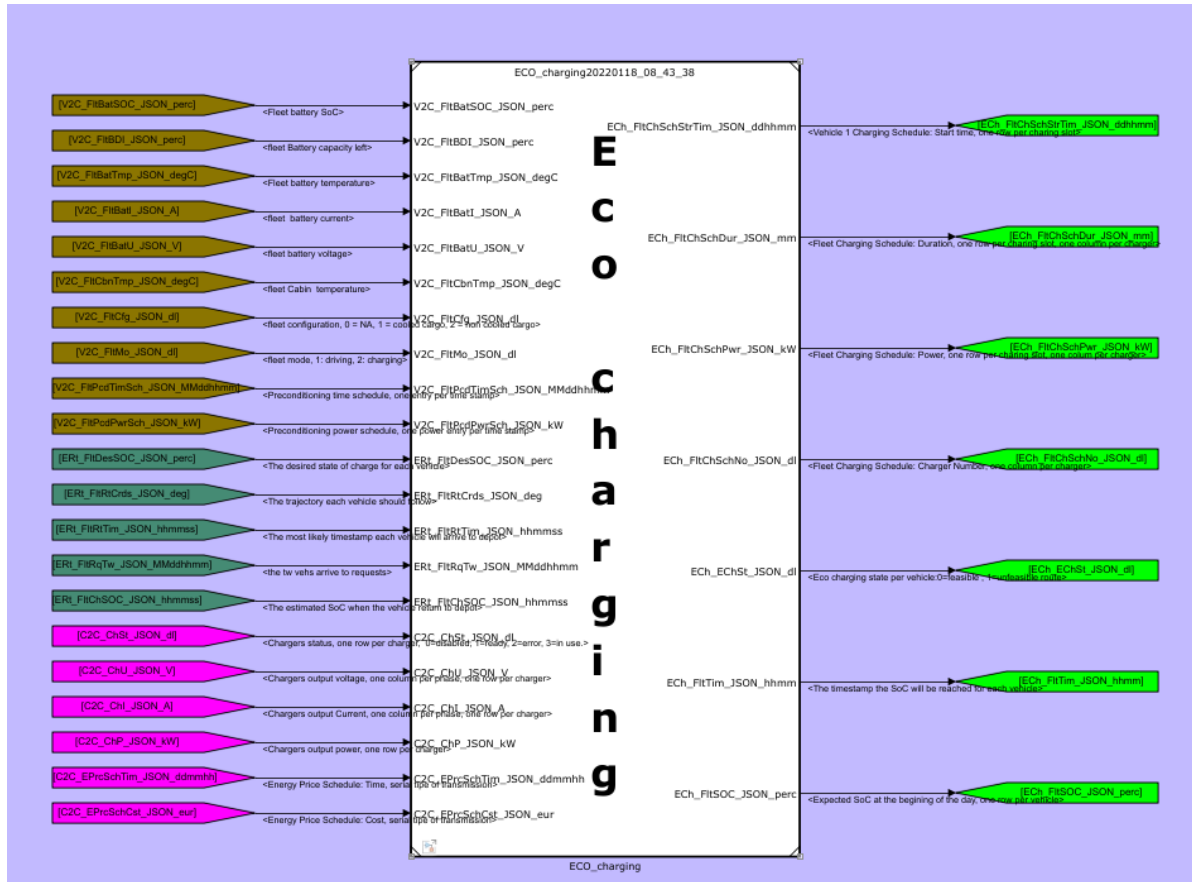 ECO_charging20220118_08_43_38
[V2C_FltBatSOC_JSON_perc]
<Fleet battery SoC>
V2C_FltBatSOC_JSON_perc
[V2C_FltBDI_JSON_perc]
<fleet Battery capacity left>
V2C_FltBDI_JSON_perc
[V2C_FltBatTmp_JSON_degC]
<Fleet battery temperature>
V2C_FltBatTmp_JSON_degC
[V2C_FltBatI_JSON_A]
<fleet  battery current>
V2C_FltBatI_JSON_A
[V2C_FltBatU_JSON_V]
<fleet battery voltage>
V2C_FltBatU_JSON_V
[V2C_FltCbnTmp_JSON_degC]
<fleet Cabin  temperature>
V2C_FltCbnTmp_JSON_degC
[V2C_FltCfg_JSON_dl]
<fleet configuration, 0 = NA, 1 = cooled cargo, 2 = non cooled cargo>
V2C_FltCfg_JSON_dl
[V2C_FltMo_JSON_dl]
<fleet mode, 1: driving, 2: charging>
V2C_FltMo_JSON_dl
[V2C_FltPcdTimSch_JSON_MMddhhmm]
<Preconditioning time schedule, one entry per time stamp>
V2C_FltPcdTimSch_JSON_MMddhhmm
[V2C_FltPcdPwrSch_JSON_kW]
<Preconditioning power schedule, one power entry per time stamp>
V2C_FltPcdPwrSch_JSON_kW
[ERt_FltDesSOC_JSON_perc]
<The desired state of charge for each vehicle>
ERt_FltDesSOC_JSON_perc
[ERt_FltRtCrds_JSON_deg]
<The trajectory each vehicle should follow>
ERt_FltRtCrds_JSON_deg
[ERt_FltRtTim_JSON_hhmmss]
<The most likely timestamp each vehicle will arrive to depot>
ERt_FltRtTim_JSON_hhmmss
[ERt_FltRqTw_JSON_MMddhhmm]
<the tw vehs arrive to requests>
ERt_FltRqTw_JSON_MMddhhmm
[ERt_FltChSOC_JSON_hhmmss]
<The estimated SoC when the vehicle return to depot>
ERt_FltChSOC_JSON_hhmmss
[C2C_ChSt_JSON_dl]
<Chargers status, one row per charger,  0=disabled, 1=ready, 2=error, 3=in use.>
C2C_ChSt_JSON_dl
[C2C_ChU_JSON_V]
<Chargers output voltage, one column per phase, one row per charger>
C2C_ChU_JSON_V
[C2C_ChI_JSON_A]
<Chargers output Current, one column per phase, one row per charger>
C2C_ChI_JSON_A
[C2C_ChP_JSON_kW]
<Chargers output power, one row per charger>
C2C_ChP_JSON_kW
[C2C_EPrcSchTim_JSON_ddmmhh]
<Energy Price Schedule: Time, serial tipe of transmission>
C2C_EPrcSchTim_JSON_ddmmhh
[C2C_EPrcSchCst_JSON_eur]
<Energy Price Schedule: Cost, serial tipe of transmission>
C2C_EPrcSchCst_JSON_eur
Eco charging
ECh_FltChSchStrTim_JSON_ddhhmm
<Vehicle 1 Charging Schedule: Start time, one row per charing slot>
[ECh_FltChSchStrTim_JSON_ddhhmm]
ECh_FltChSchDur_JSON_mm
<Fleet Charging Schedule: Duration, one row per charing slot, one column per charger>
[ECh_FltChSchDur_JSON_mm]
ECh_FltChSchPwr_JSON_kW
<Fleet Charging Schedule: Power, one row per charing slot, one colum per charger>
[ECh_FltChSchPwr_JSON_kW]
ECh_FltChSchNo_JSON_dl
<Fleet Charging Schedule: Charger Number, one column per charger>
[ECh_FltChSchNo_JSON_dl]
ECh_EChSt_JSON_dl
<Eco charging state per vehicle:0=feasible , 1=unfeasible route>
[ECh_EChSt_JSON_dl]
ECh_FltTim_JSON_hhmm
<The timestamp the SoC will be reached for each vehicle>
[ECh_FltTim_JSON_hhmm]
ECh_FltSOC_JSON_perc
<Expected SoC at the begining of the day, one row per vehicle>
[ECh_FltSOC_JSON_perc]
ECO_charging